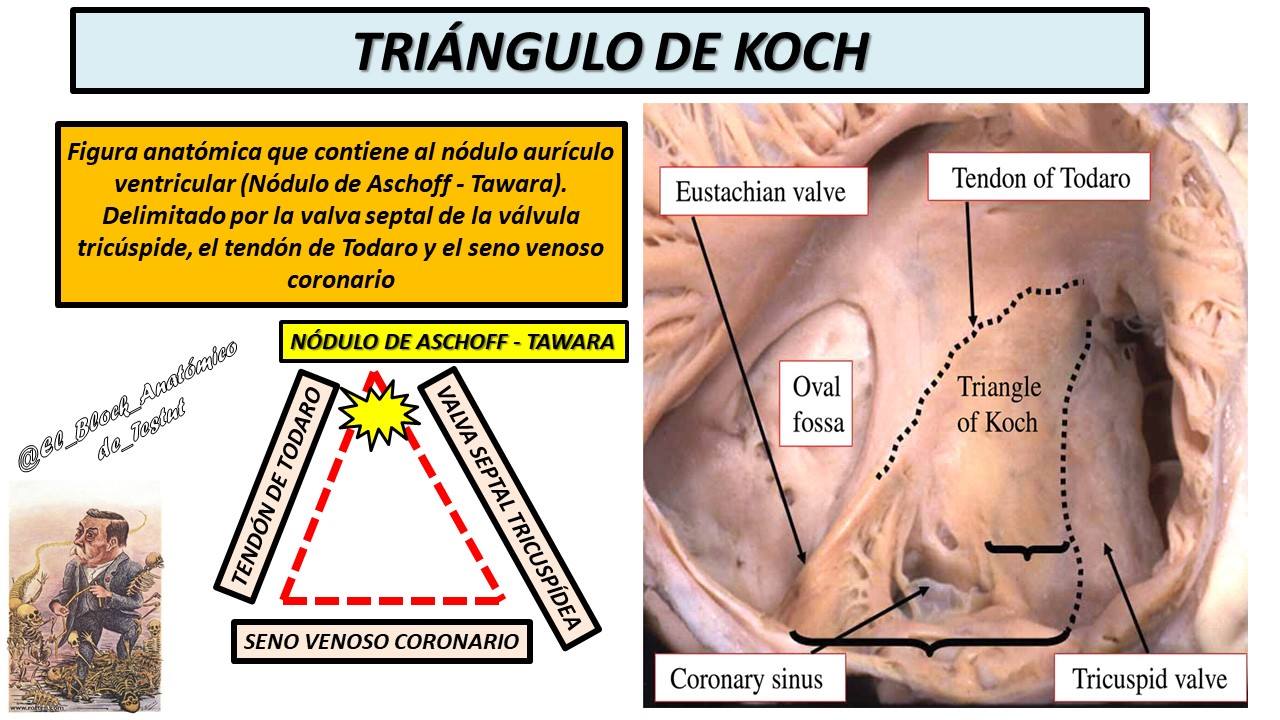 TRIÁNGULO DE KOCH
Figura anatómica que contiene al nódulo aurículo
ventricular (Nódulo de Aschoff - Tawara).
Delimitado por la valva septal de la válvula
tricúspide, el tendón de Todaro y el seno venoso
coronario
NÓDULO DE ASCHOFF - TAWARA
TENDÓN DE TODARO
VALVA SEPTAL TRICUSPÍDEA
SENO VENOSO CORONARIO
@El_Block_Anatómico
de_Testut
Eustachian valve
Tendon of Todaro
Oval
fossa
Triangle
of Koch
Coronary sinus
Tricuspid valve